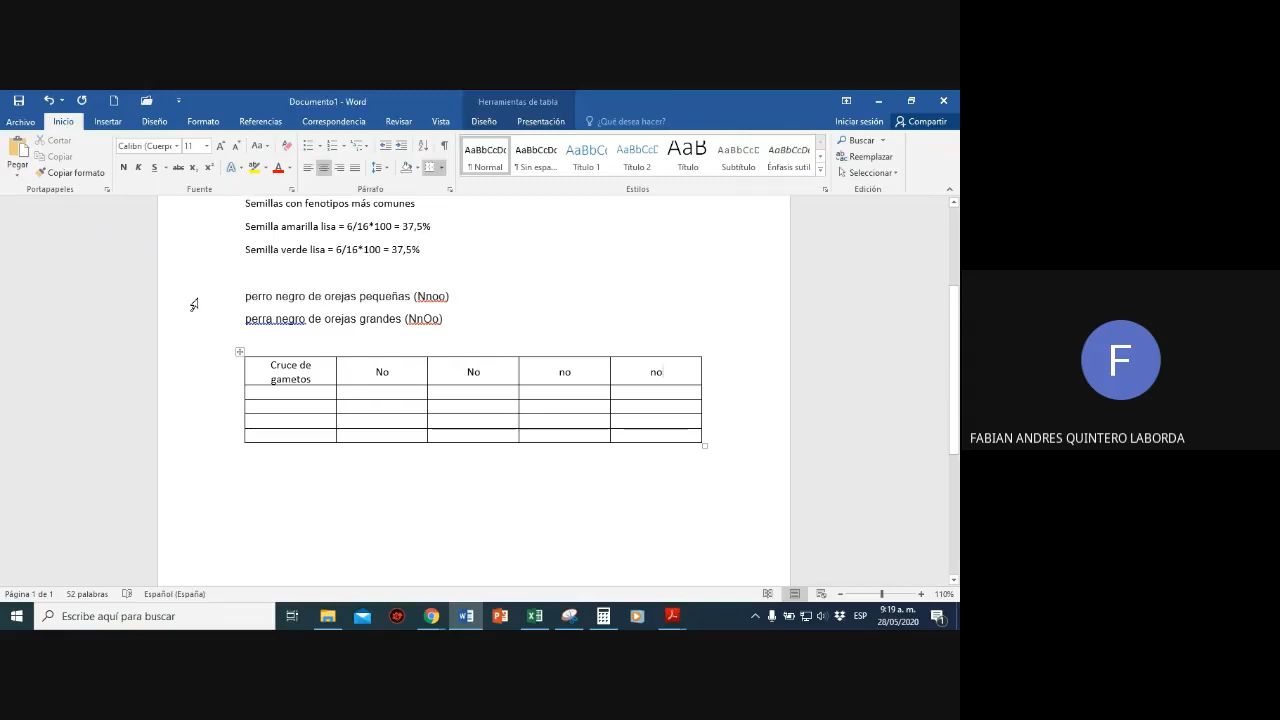 Documento1 - Word
Herramientas de tabla
Archivo Inicio Insertar Diseño Formato Referencias Correspondencia Revisar Vista Diseño Presentación ¿Qué desea hacer? Iniciar sesión Compartir
Pegar
Cortar
Copiar
Copiar formato
Portapapeles
Calibri (Cuerpo 11
N K S abc x₂ x²
Fuente
Párrafo
AaBbCcDc AaBbCcDc AaBbCc AaBbCcC AaB AaBbCcC AaBbCcDc
¶ Normal ¶ Sin espa... Título 1 Título 2 Título Subtítulo Énfasis sutil
Estilos
Buscar
Reemplazar
Seleccionar
Edición
Semillas con fenotipos más comunes
Semilla amarilla lisa = 6/16*100 = 37,5%
Semilla verde lisa = 6/16*100 = 37,5%
perro negro de orejas pequeñas (Nnoo)
perra negro de orejas grandes (NnOo)
Cruce de gametos No No no no
F
FABIAN ANDRES QUINTERO LABORDA
Página 1 de 1 52 palabras Español (España) 110%
Escribe aquí para buscar
ESP
9:19 a. m.
28/05/2020
1